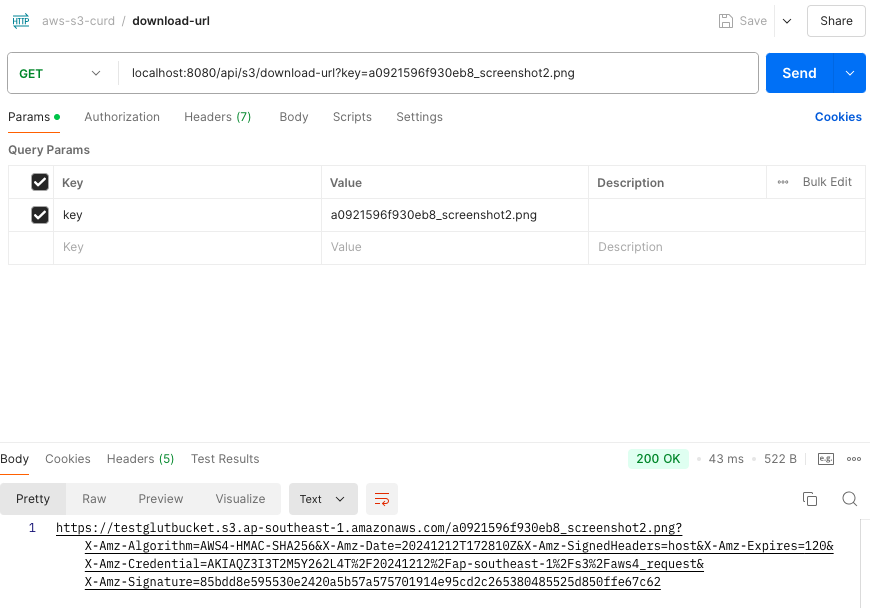 HTTP aws-s3-curd / download-url Save Share
GET localhost:8080/api/s3/download-url?key=a0921596f930eb8_screenshot2.png Send
Params Authorization Headers (7) Body Scripts Settings Cookies
Query Params
Key Value Description ••• Bulk Edit
key a0921596f930eb8_screenshot2.png
Key Value Description
Body Cookies Headers (5) Test Results 200 OK • 43 ms • 522 B e.g. •••
Pretty Raw Preview Visualize Text
1 https://testglutbucket.s3.ap-southeast-1.amazonaws.com/a0921596f930eb8_screenshot2.png?
X-Amz-Algorithm=AWS4-HMAC-SHA256&X-Amz-Date=20241212T172810Z&X-Amz-SignedHeaders=host&X-Amz-Expires=120&
X-Amz-Credential=AKIAQZ3I3T2M5Y262L4T%2F20241212%2Fap-southeast-1%2Fs3%2Faws4_request&
X-Amz-Signature=85bdd8e595530e2420a5b57a575701914e95cd2c265380485525d850ffe67c62